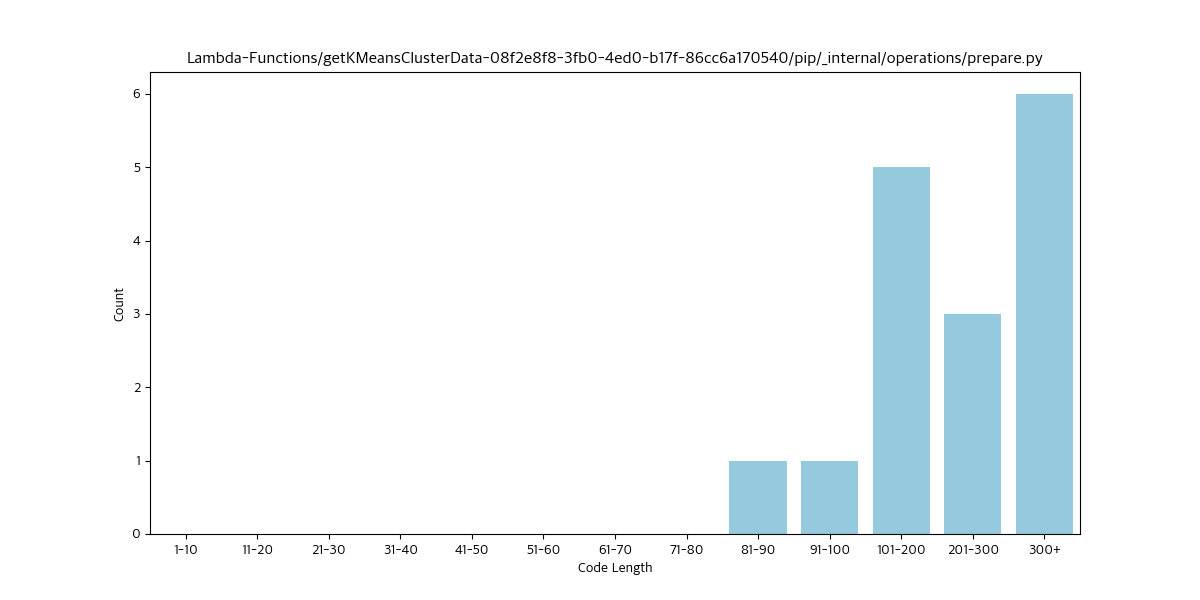 Lambda-Functions/getKMeansClusterData-08f2e8f8-3fb0-4ed0-b17f-86cc6a170540/pip/_internal/operations/prepare.py
6
5
4
3
2
1
0
Count
1-10 11-20 21-30 31-40 41-50 51-60 61-70 71-80 81-90 91-100 101-200 201-300 300+
Code Length